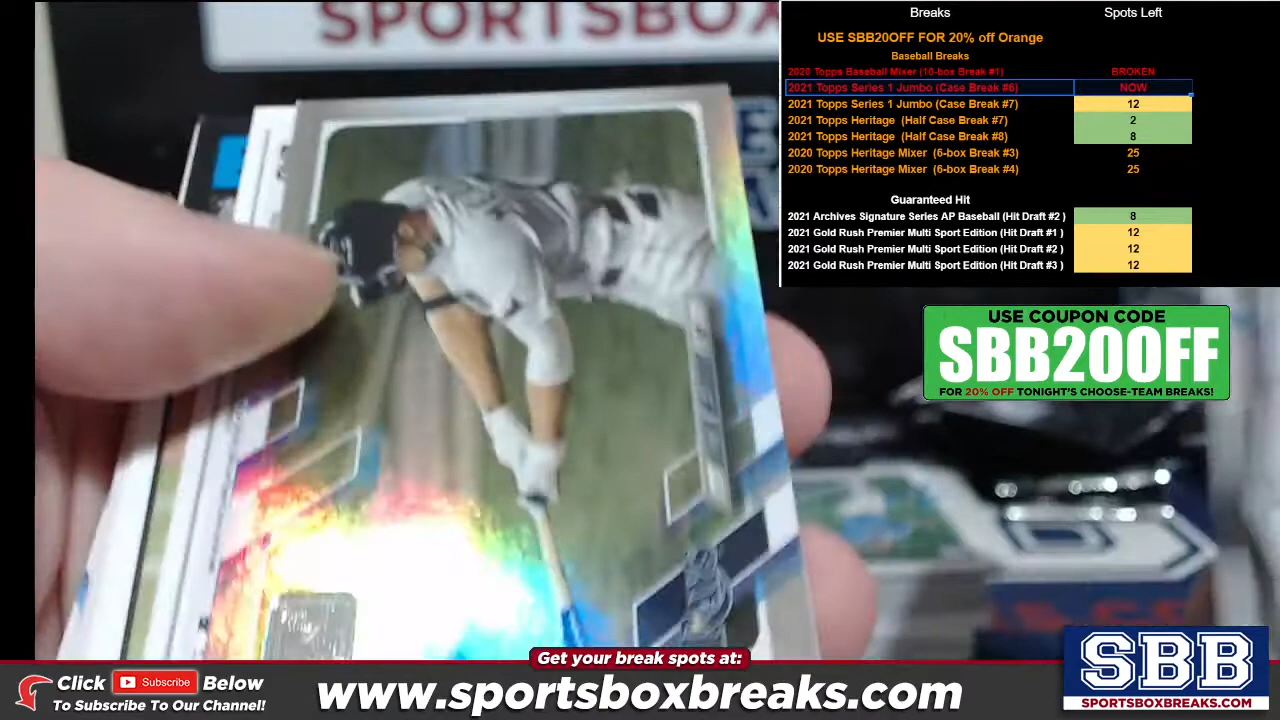 SPORTSBOX
Breaks Spots Left
USE SBB20OFF FOR 20% off Orange
Baseball Breaks
2020 Topps Baseball Mixer (10-box Break #1) BROKEN
2021 Topps Series 1 Jumbo (Case Break #6) NOW
2021 Topps Series 1 Jumbo (Case Break #7) 12
2021 Topps Heritage (Half Case Break #7) 2
2021 Topps Heritage (Half Case Break #8) 8
2020 Topps Heritage Mixer (6-box Break #3) 25
2020 Topps Heritage Mixer (6-box Break #4) 25
Guaranteed Hit
2021 Archives Signature Series AP Baseball (Hit Draft #2 ) 8
2021 Gold Rush Premier Multi Sport Edition (Hit Draft #1 ) 12
2021 Gold Rush Premier Multi Sport Edition (Hit Draft #2 ) 12
2021 Gold Rush Premier Multi Sport Edition (Hit Draft #3 ) 12
USE COUPON CODE
SBB20OFF
FOR 20% OFF TONIGHT'S CHOOSE-TEAM BREAKS!
Get your break spots at:
Click Subscribe Below
To Subscribe To Our Channel!
www.sportsboxbreaks.com
SBB
SPORTSBOXBREAKS.COM